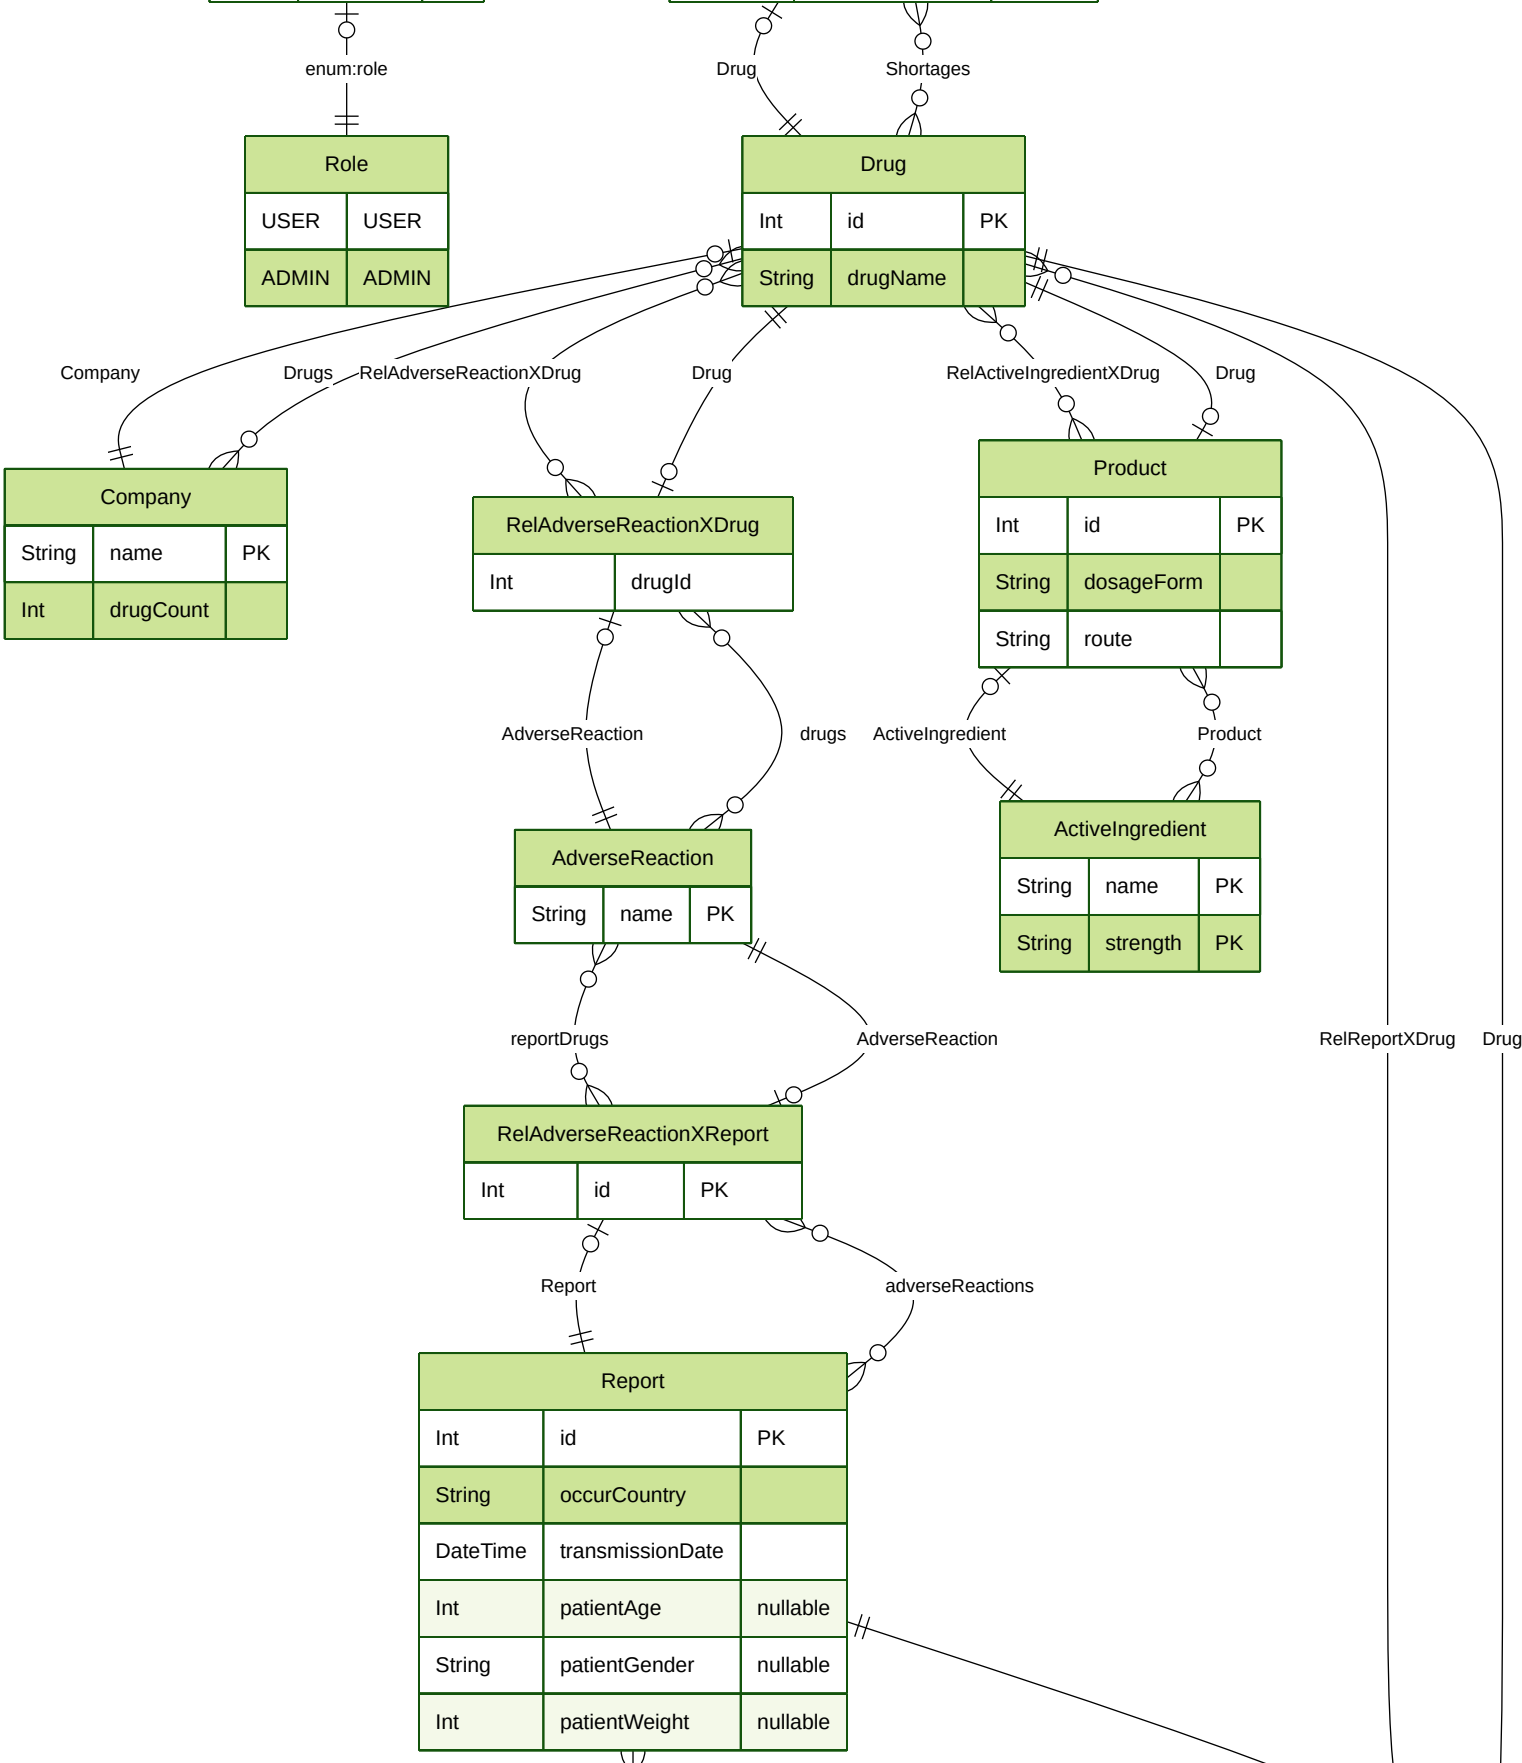 enum:role
Drug
Shortages
Role
USER USER
ADMIN ADMIN
Drug
Int id PK
String drugName
Company
Drugs
RelAdverseReactionXDrug
Drug
RelActiveIngredientXDrug
Drug
Company
String name PK
Int drugCount
RelAdverseReactionXDrug
Int drugId
Product
Int id PK
String dosageForm
String route
AdverseReaction
drugs
ActiveIngredient
Product
AdverseReaction
String name PK
ActiveIngredient
String name PK
String strength PK
reportDrugs
AdverseReaction
RelReportXDrug
Drug
RelAdverseReactionXReport
Int id PK
Report
adverseReactions
Report
Int id PK
String occurCountry
DateTime transmissionDate
Int patientAge nullable
String patientGender nullable
Int patientWeight nullable